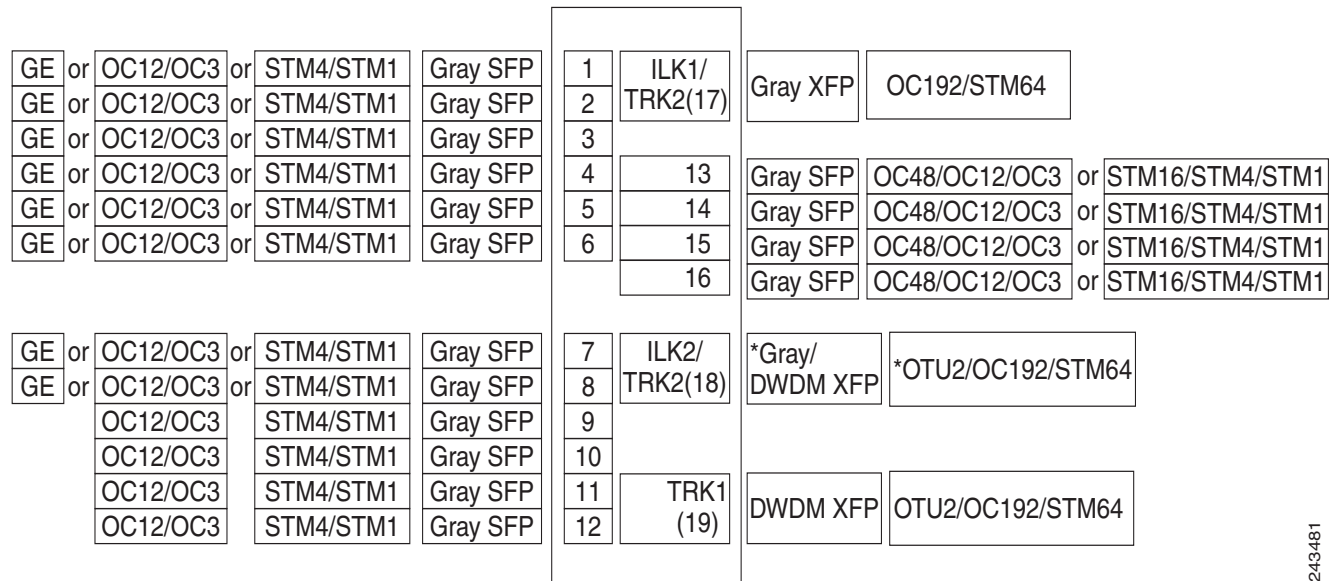 GE or OC12/OC3 or STM4/STM1 Gray SFP 1 ILK1/ TRK2(17) Gray XFP OC192/STM64
GE or OC12/OC3 or STM4/STM1 Gray SFP 2
GE or OC12/OC3 or STM4/STM1 Gray SFP 3
GE or OC12/OC3 or STM4/STM1 Gray SFP 4 13 Gray SFP OC48/OC12/OC3 or STM16/STM4/STM1
GE or OC12/OC3 or STM4/STM1 Gray SFP 5 14 Gray SFP OC48/OC12/OC3 or STM16/STM4/STM1
GE or OC12/OC3 or STM4/STM1 Gray SFP 6 15 Gray SFP OC48/OC12/OC3 or STM16/STM4/STM1
16 Gray SFP OC48/OC12/OC3 or STM16/STM4/STM1
GE or OC12/OC3 or STM4/STM1 Gray SFP 7 ILK2/ TRK2(18) *Gray/ DWDM XFP *OTU2/OC192/STM64
GE or OC12/OC3 or STM4/STM1 Gray SFP 8
OC12/OC3 STM4/STM1 Gray SFP 9
OC12/OC3 STM4/STM1 Gray SFP 10
OC12/OC3 STM4/STM1 Gray SFP 11 TRK1 (19) DWDM XFP OTU2/OC192/STM64
OC12/OC3 STM4/STM1 Gray SFP 12
243481